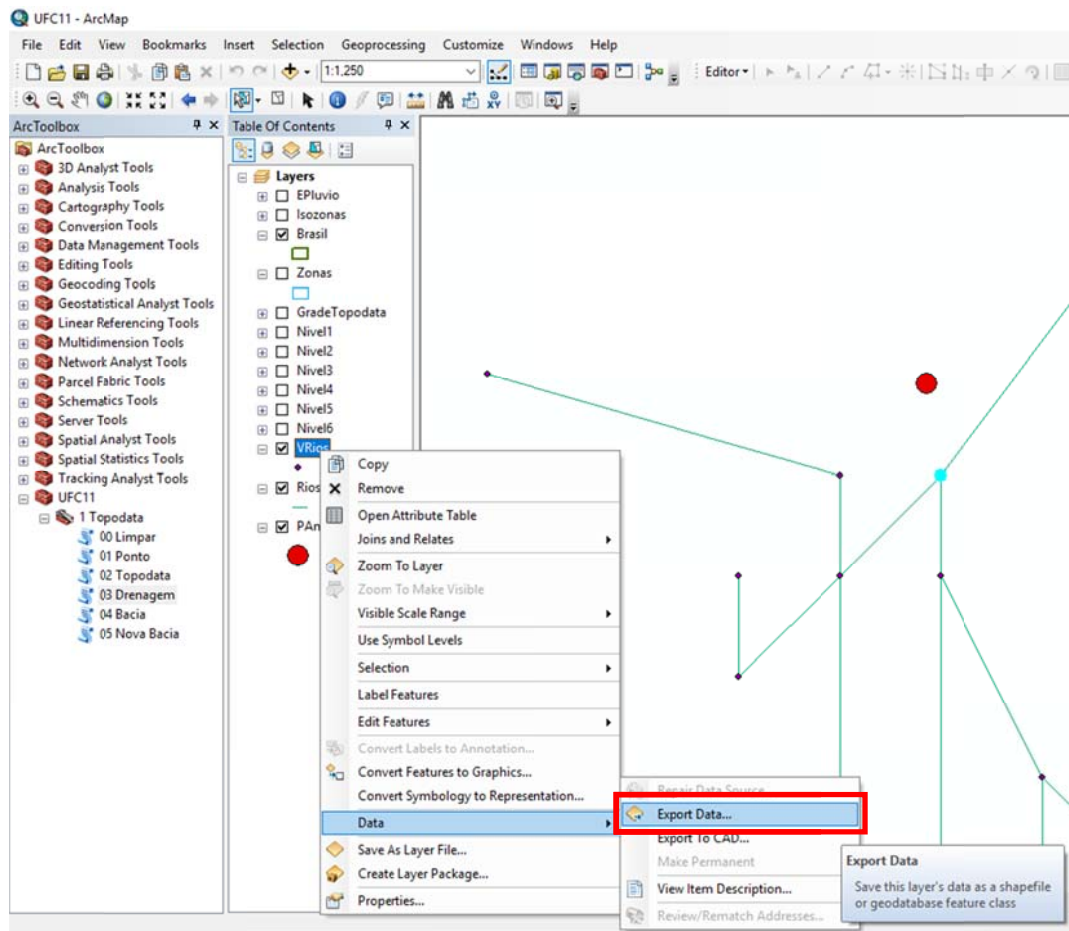 UFC11 - ArcMap
File Edit View Bookmarks Insert Selection Geoprocessing Customize Windows Help
1:1.250
Editor
ArcToolbox
ArcToolbox
3D Analyst Tools
Analysis Tools
Cartography Tools
Conversion Tools
Data Management Tools
Editing Tools
Geocoding Tools
Geostatistical Analyst Tools
Linear Referencing Tools
Multidimension Tools
Network Analyst Tools
Parcel Fabric Tools
Schematics Tools
Server Tools
Spatial Analyst Tools
Spatial Statistics Tools
Tracking Analyst Tools
UFC11
1 Topodata
00 Limpar
01 Ponto
02 Topodata
03 Drenagem
04 Bacia
05 Nova Bacia
Table Of Contents
Layers
EPluvio
Isozonas
Brasil
Zonas
GradeTopodata
Nivel1
Nivel2
Nivel3
Nivel4
Nivel5
Nivel6
VRios
Rios
PAn
Copy
Remove
Open Attribute Table
Joins and Relates
Zoom To Layer
Zoom To Make Visible
Visible Scale Range
Use Symbol Levels
Selection
Label Features
Edit Features
Convert Labels to Annotation...
Convert Features to Graphics...
Convert Symbology to Representation...
Data
Save As Layer File...
Create Layer Package...
Properties...
Repair Data Source
Export Data...
Export To CAD...
Make Permanent
View Item Description...
Review/Rematch Addresses...
Export Data
Save this layer's data as a shapefile
or geodatabase feature class